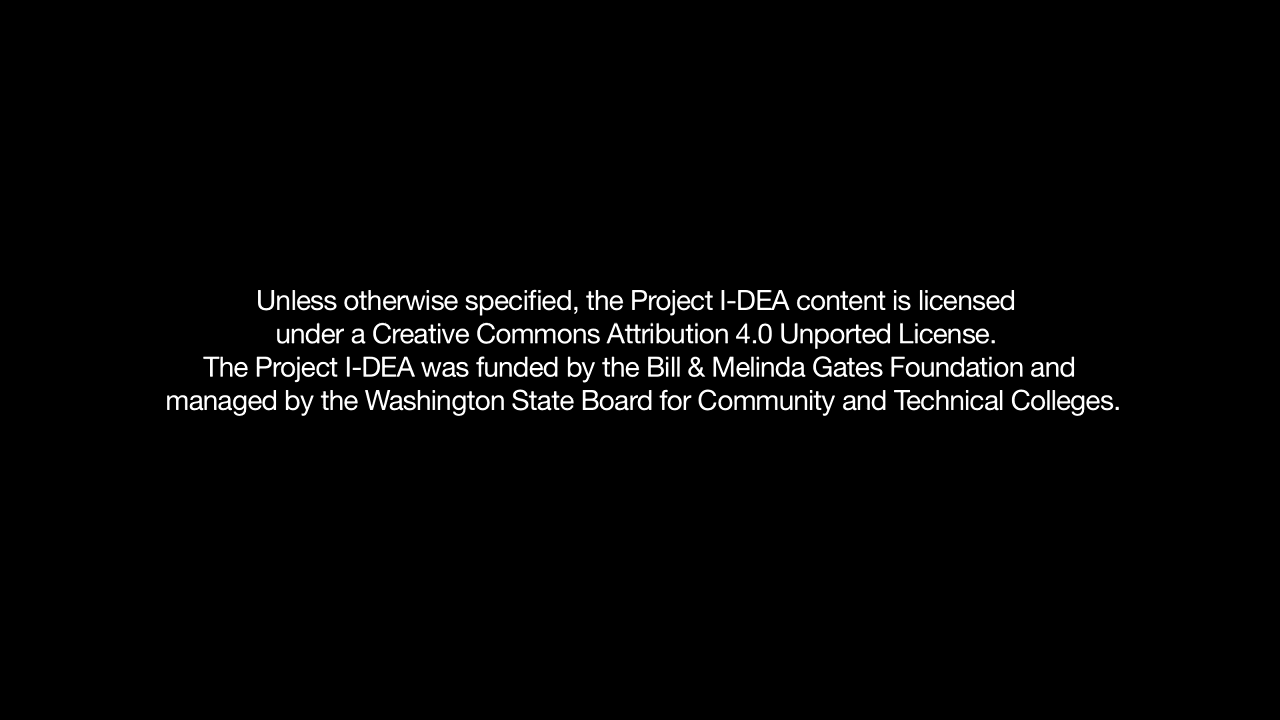 Unless otherwise specified, the Project I-DEA content is licensed
under a Creative Commons Attribution 4.0 Unported License.
The Project I-DEA was funded by the Bill & Melinda Gates Foundation and
managed by the Washington State Board for Community and Technical Colleges.